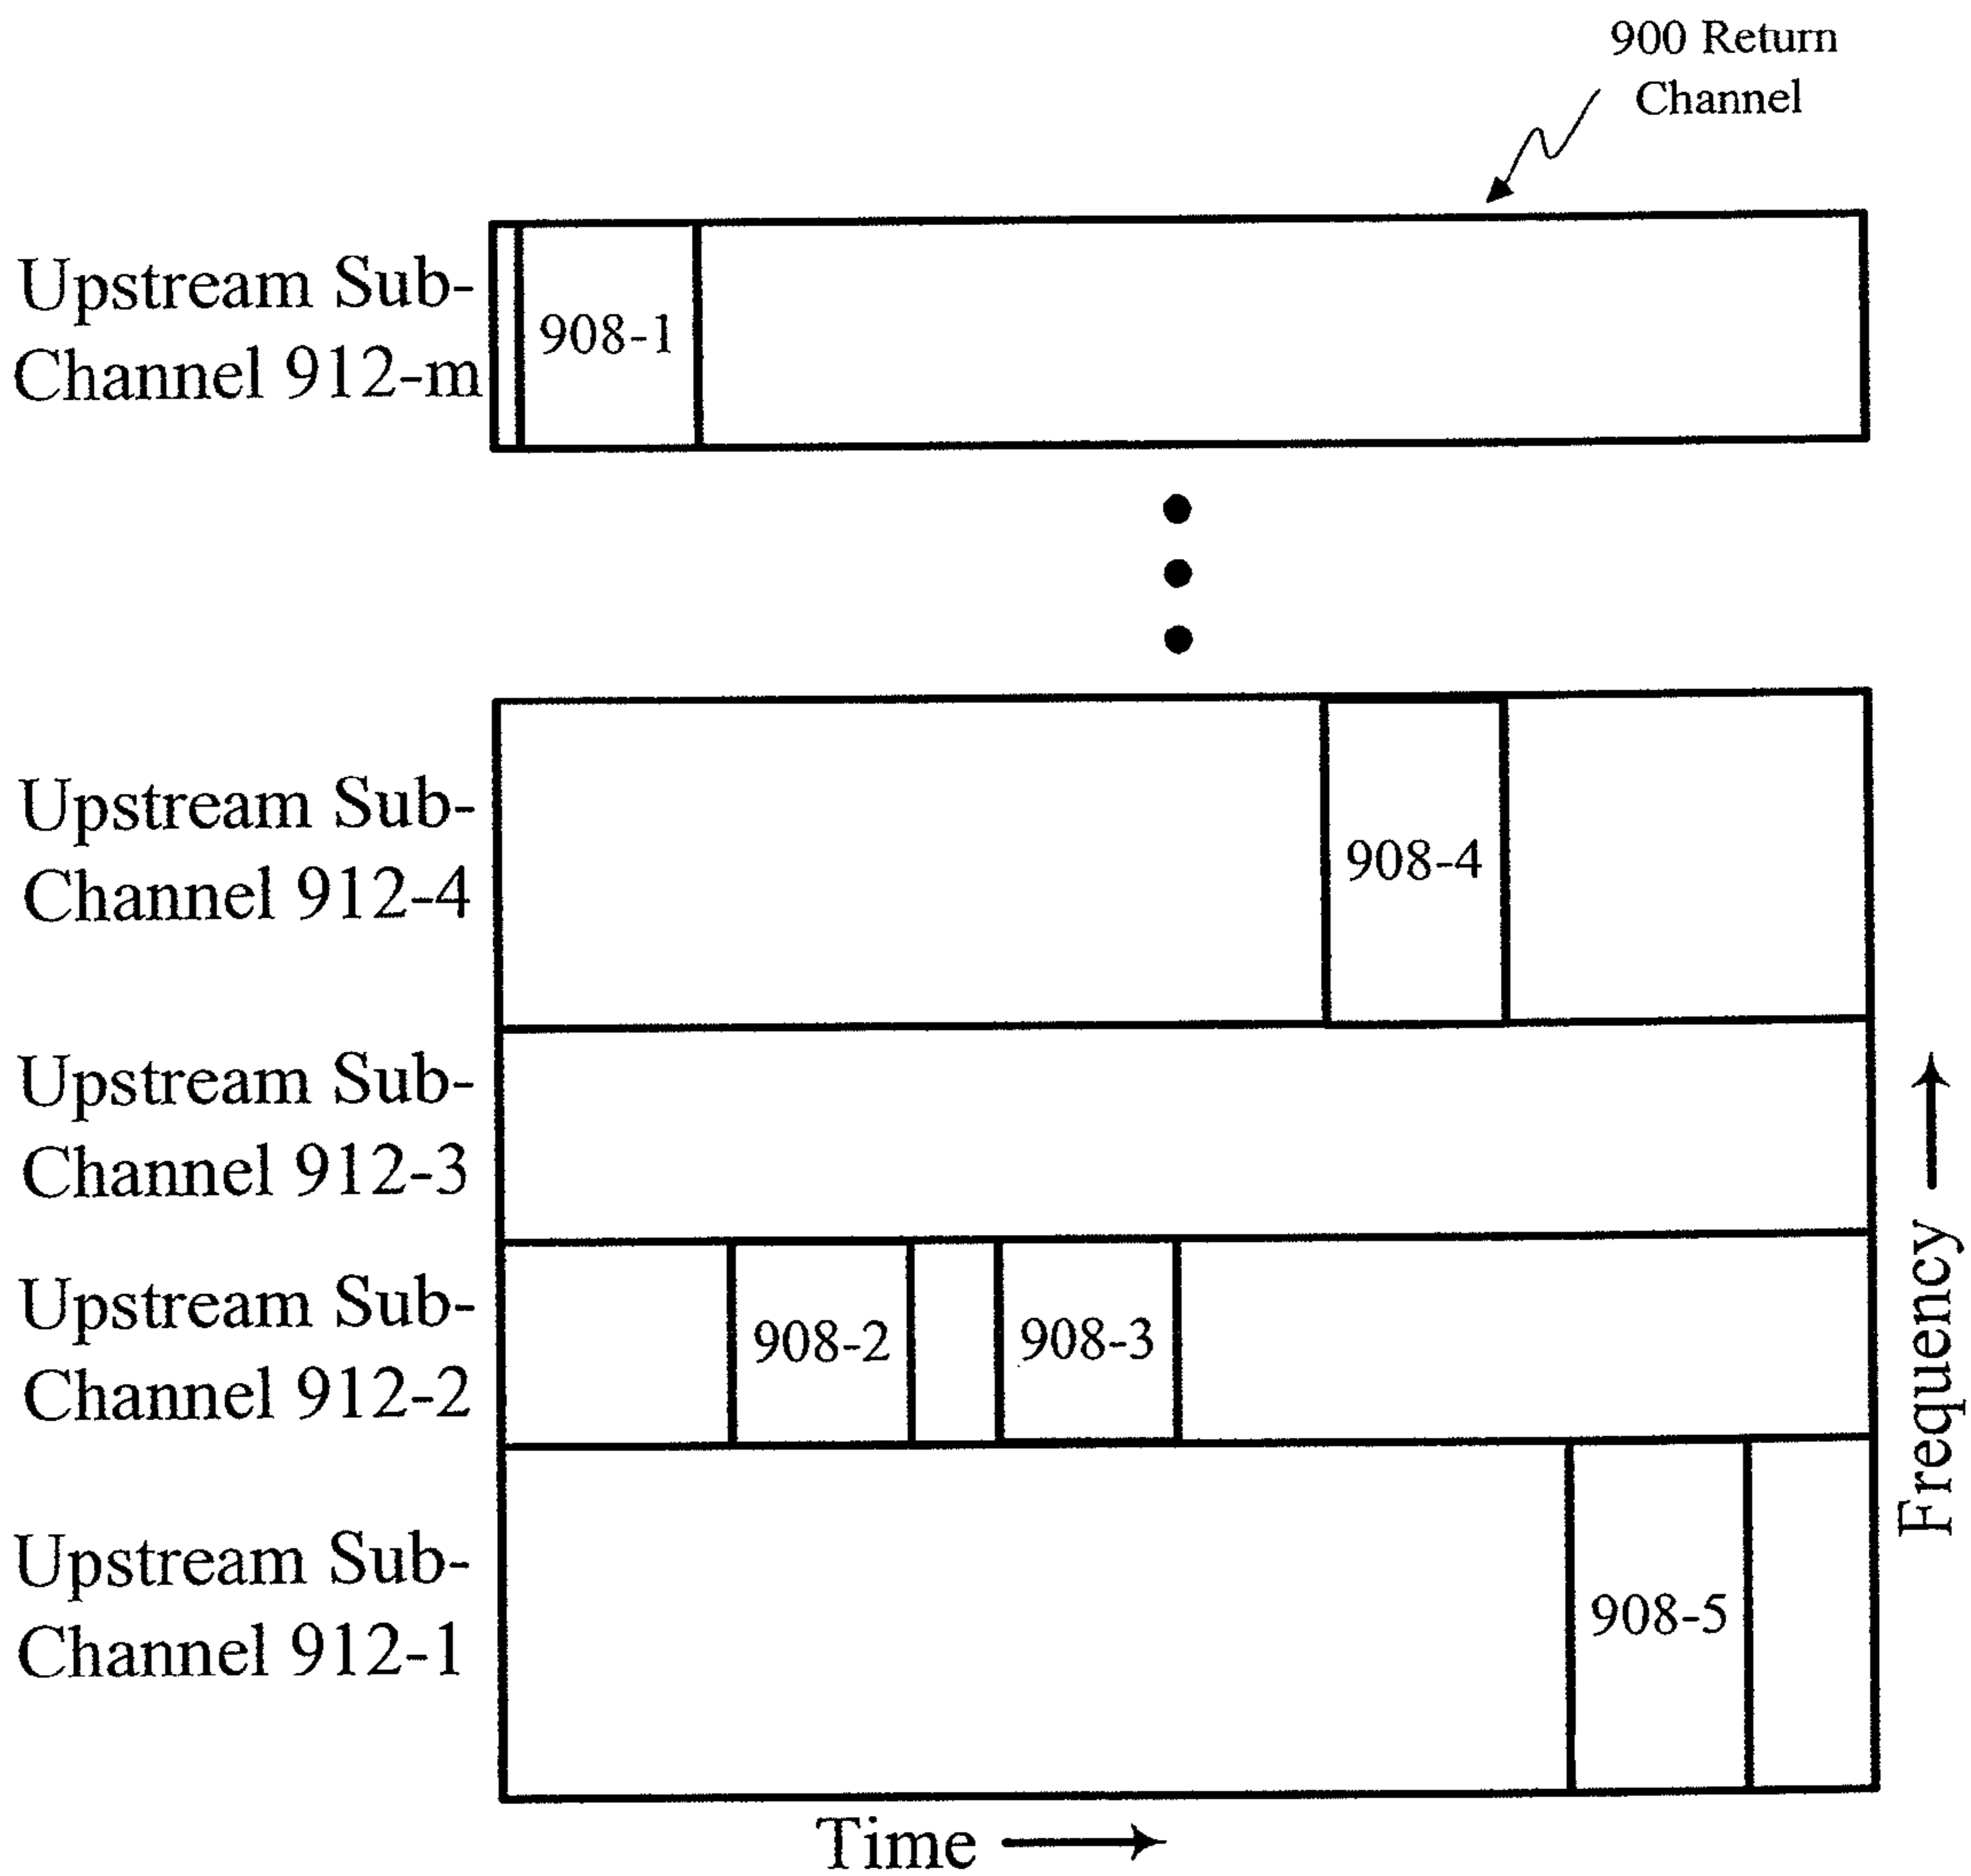 900 Return
Channel
Upstream Sub-
Channel 912-m
908-1
Upstream Sub-
Channel 912-4
908-4
Upstream Sub-
Channel 912-3
Upstream Sub-
Channel 912-2
908-2
908-3
Upstream Sub-
Channel 912-1
908-5
Frequency
Time